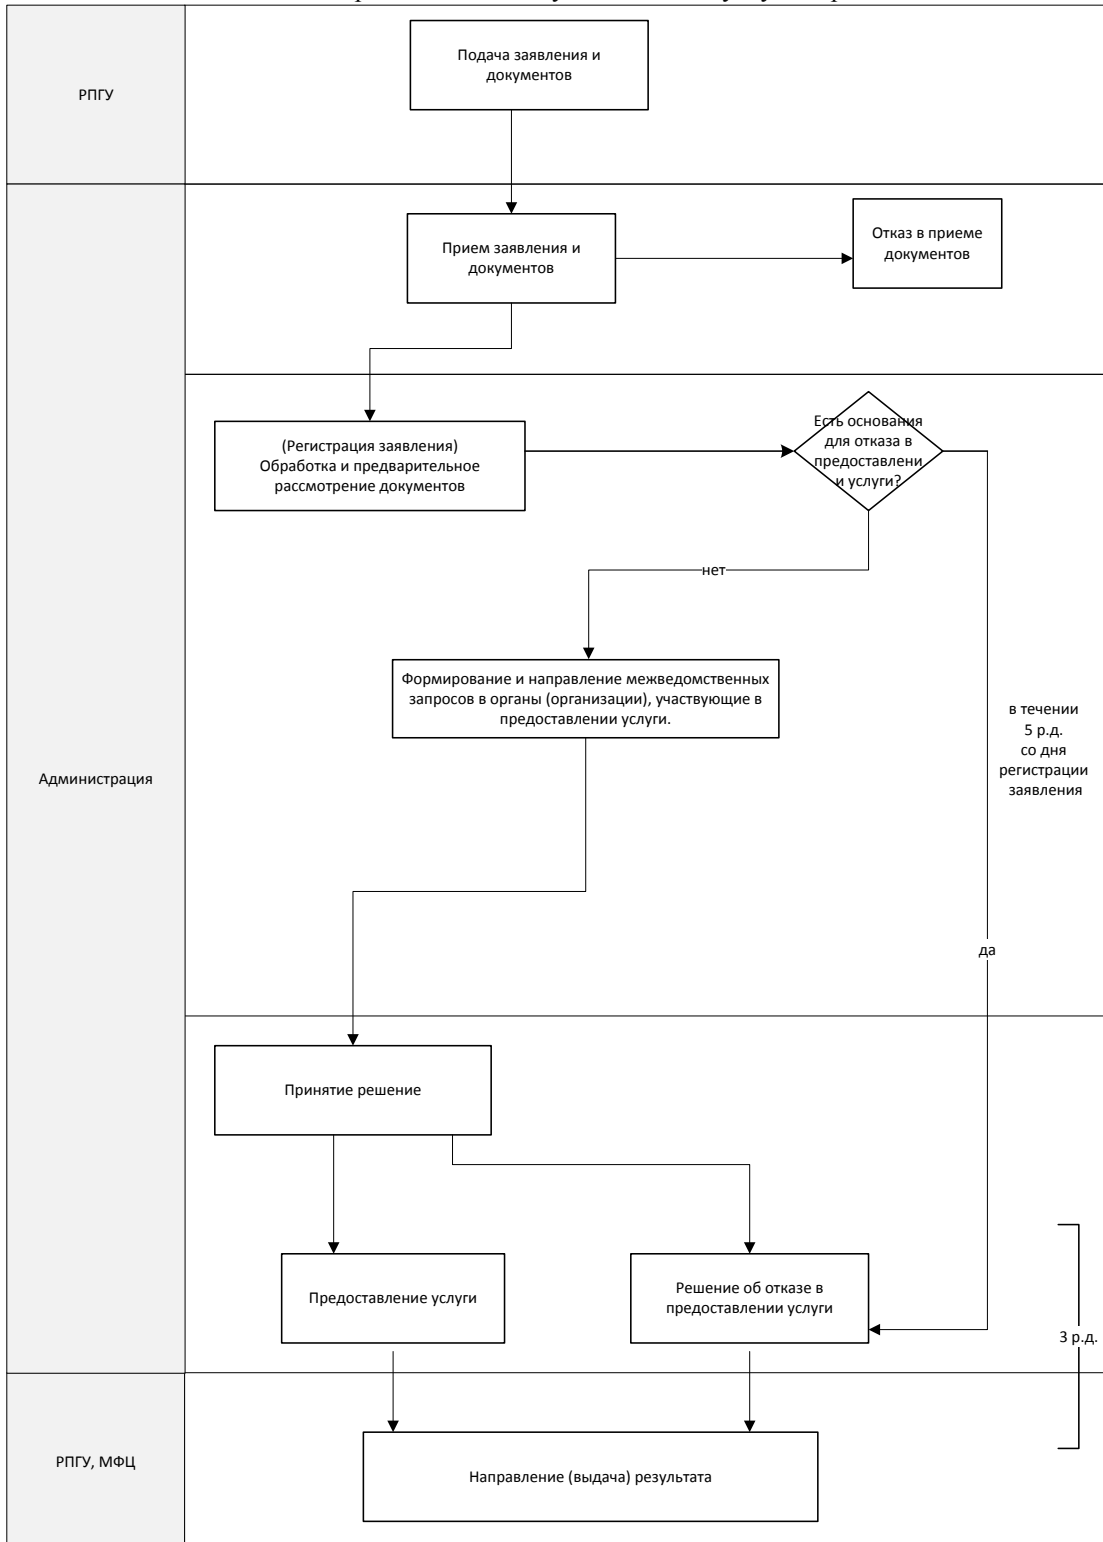 Подача заявления и
документов
РПГУ
Прием заявления и
документов
Отказ в приеме
документов
(Регистрация заявления)
Обработка и предварительное
рассмотрение документов
Есть основания
для отказа в
предоставлени
и услуги?
нет
Формирование и направление межведомственных
запросов в органы (организации), участвующие в
предоставлении услуги.
в течении
5 р.д.
со дня
регистрации
заявления
Администрация
да
Принятие решение
Предоставление услуги
Решение об отказе в
предоставлении услуги
3 р.д.
РПГУ, МФЦ
Направление (выдача) результата